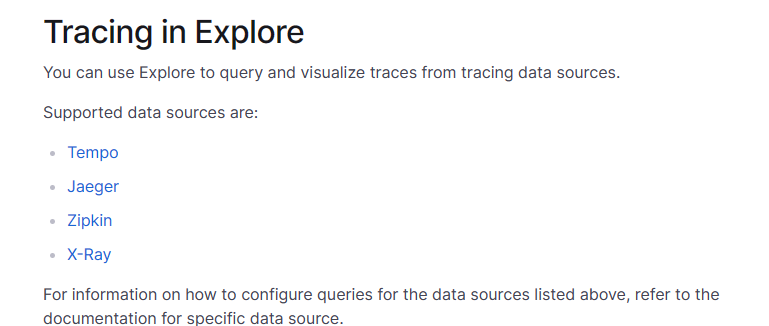 Tracing in Explore
You can use Explore to query and visualize traces from tracing data sources.
Supported data sources are:
Tempo
Jaeger
Zipkin
X-Ray
For information on how to configure queries for the data sources listed above, refer to the
documentation for specific data source.